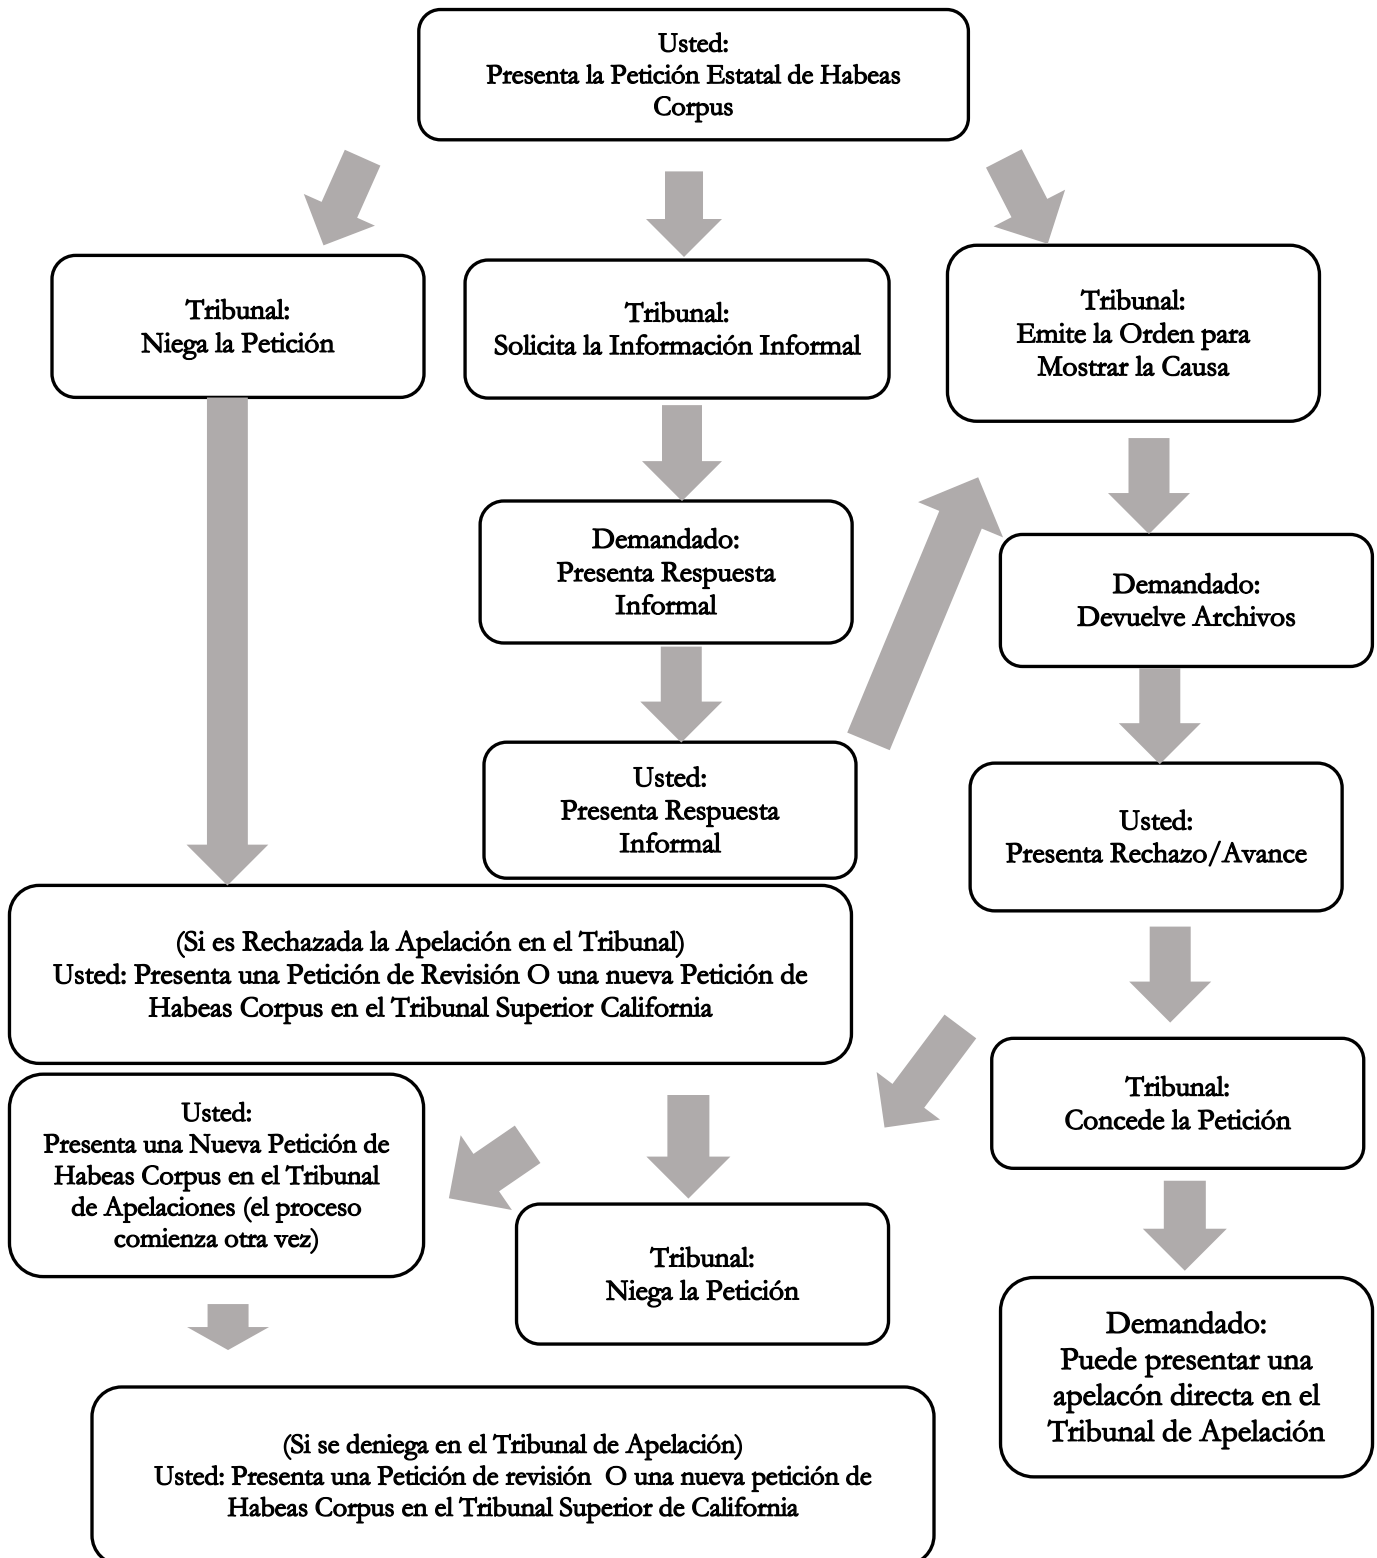 Usted:
Presenta la Petición Estatal de Habeas
Corpus
Tribunal:
Niega la Petición
Tribunal:
Solicita la Información Informal
Tribunal:
Emite la Orden para
Mostrar la Causa
Demandado:
Presenta Respuesta
Informal
Demandado:
Devuelve Archivos
Usted:
Presenta Respuesta
Informal
Usted:
Presenta Rechazo/Avance
(Si es Rechazada la Apelación en el Tribunal)
Usted: Presenta una Petición de Revisión O una nueva Petición de
Habeas Corpus en el Tribunal Superior California
Usted:
Presenta una Nueva Petición de
Habeas Corpus en el Tribunal
de Apelaciones (el proceso
comienza otra vez)
Tribunal:
Concede la Petición
Tribunal:
Niega la Petición
Demandado:
Puede presentar una
apelacón directa en el
Tribunal de Apelación
(Si se deniega en el Tribunal de Apelación)
Usted: Presenta una Petición de revisión O una nueva petición de
Habeas Corpus en el Tribunal Superior de California